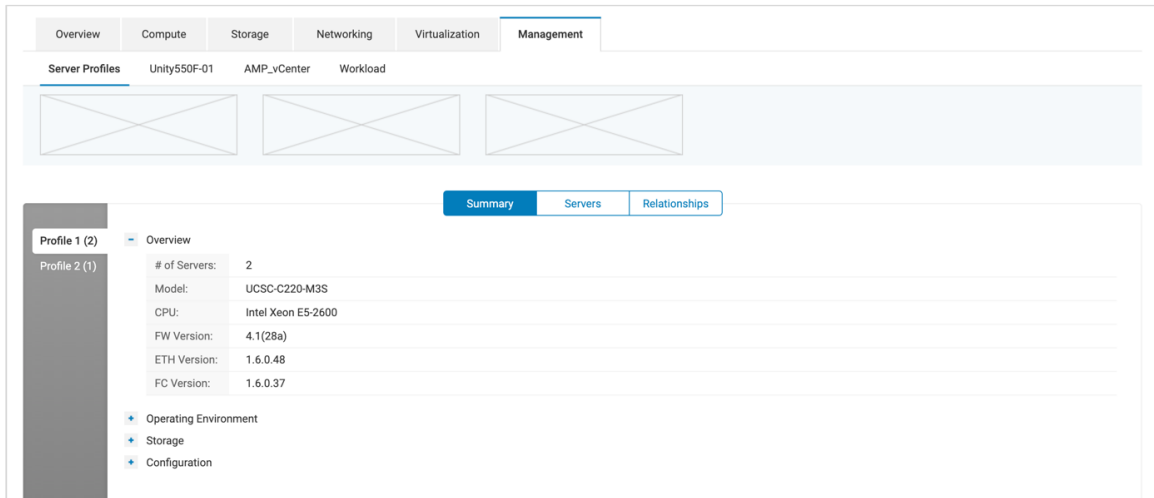 Overview Compute Storage Networking Virtualization Management
Server Profiles Unity550F-01 AMP_vCenter Workload
Summary Servers Relationships
Profile 1 (2)
Profile 2 (1)
- Overview
# of Servers: 2
Model: UCSC-C220-M3S
CPU: Intel Xeon E5-2600
FW Version: 4.1(28a)
ETH Version: 1.6.0.48
FC Version: 1.6.0.37
+ Operating Environment
+ Storage
+ Configuration